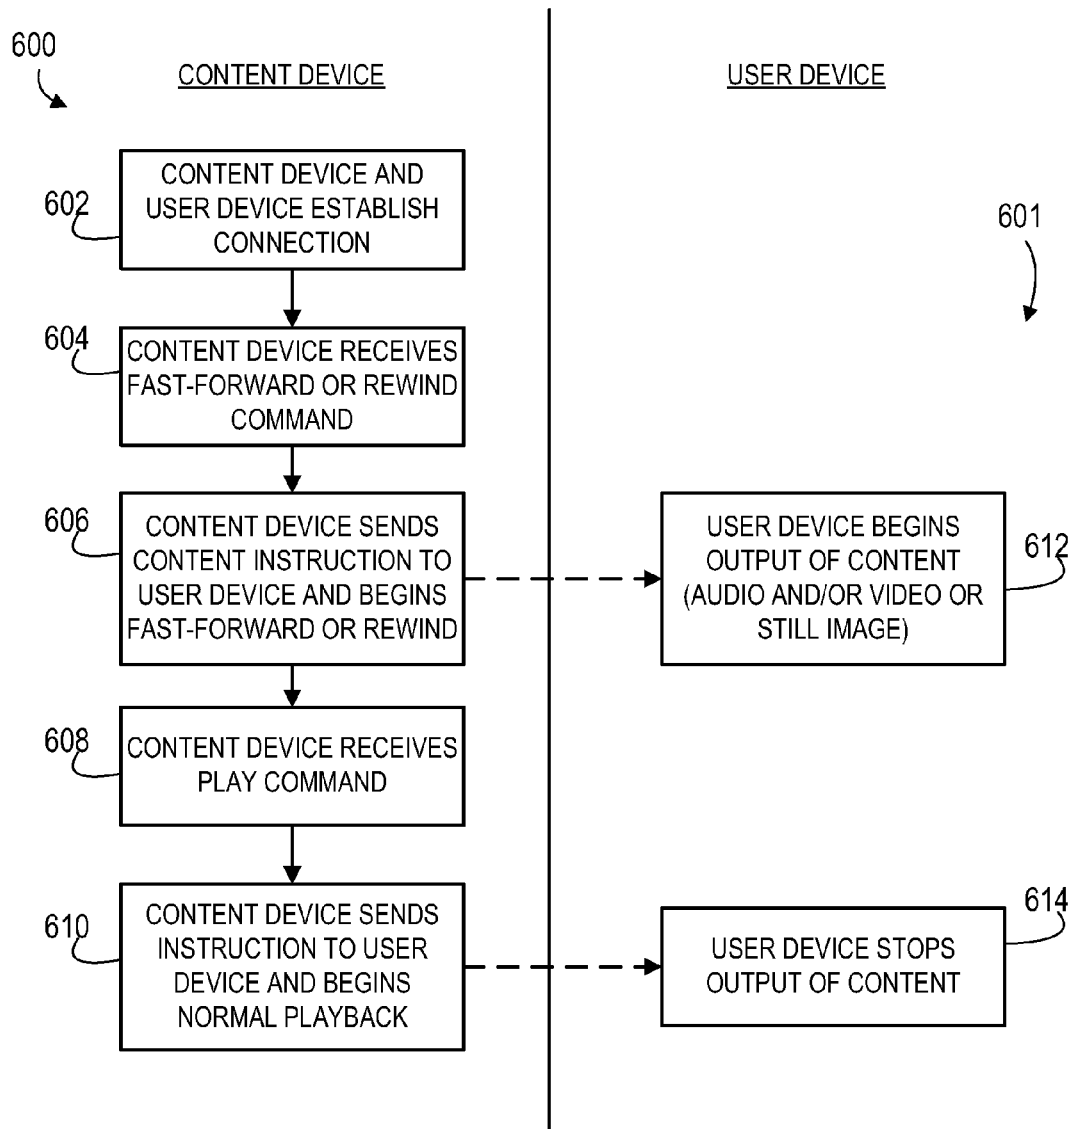 600
CONTENT DEVICE
USER DEVICE
602
CONTENT DEVICE AND
USER DEVICE ESTABLISH
CONNECTION
601
604
CONTENT DEVICE RECEIVES
FAST-FORWARD OR REWIND
COMMAND
606
CONTENT DEVICE SENDS
CONTENT INSTRUCTION TO
USER DEVICE AND BEGINS
FAST-FORWARD OR REWIND
USER DEVICE BEGINS
OUTPUT OF CONTENT
(AUDIO AND/OR VIDEO OR
STILL IMAGE)
612
608
CONTENT DEVICE RECEIVES
PLAY COMMAND
610
CONTENT DEVICE SENDS
INSTRUCTION TO USER
DEVICE AND BEGINS
NORMAL PLAYBACK
USER DEVICE STOPS
OUTPUT OF CONTENT
614